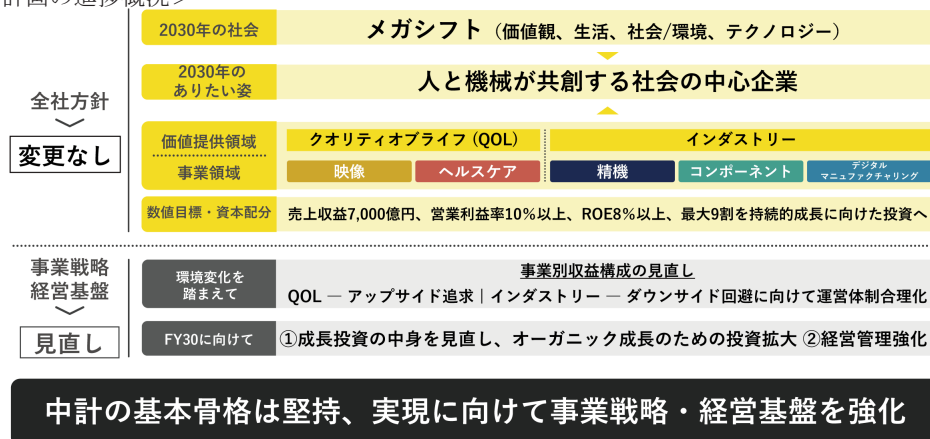 計画の進捗概況＞
2030年の社会
メガシフト（価値観、生活、社会/環境、テクノロジー）
2030年の
ありたい姿
人と機械が共創する社会の中心企業
全社方針
変更なし
価値提供領域
クオリティオブライフ（QOL）
インダストリー
事業領域
映像
ヘルスケア
精機
コンポーネント
デジタル
マニュファクチャリング
数値目標・資本配分
売上収益7,000億円、営業利益率10％以上、ROE8％以上、最大9割を持続的成長に向けた投資へ
事業戦略
経営基盤
見直し
環境変化を
踏まえて
事業別収益構成の見直し
QOL ― アップサイド追求｜インダストリー ― ダウンサイド回避に向けて運営体制合理化
FY30に向けて
①成長投資の中身を見直し、オーガニック成長のための投資拡大 ②経営管理強化
中計の基本骨格は堅持、実現に向けて事業戦略・経営基盤を強化